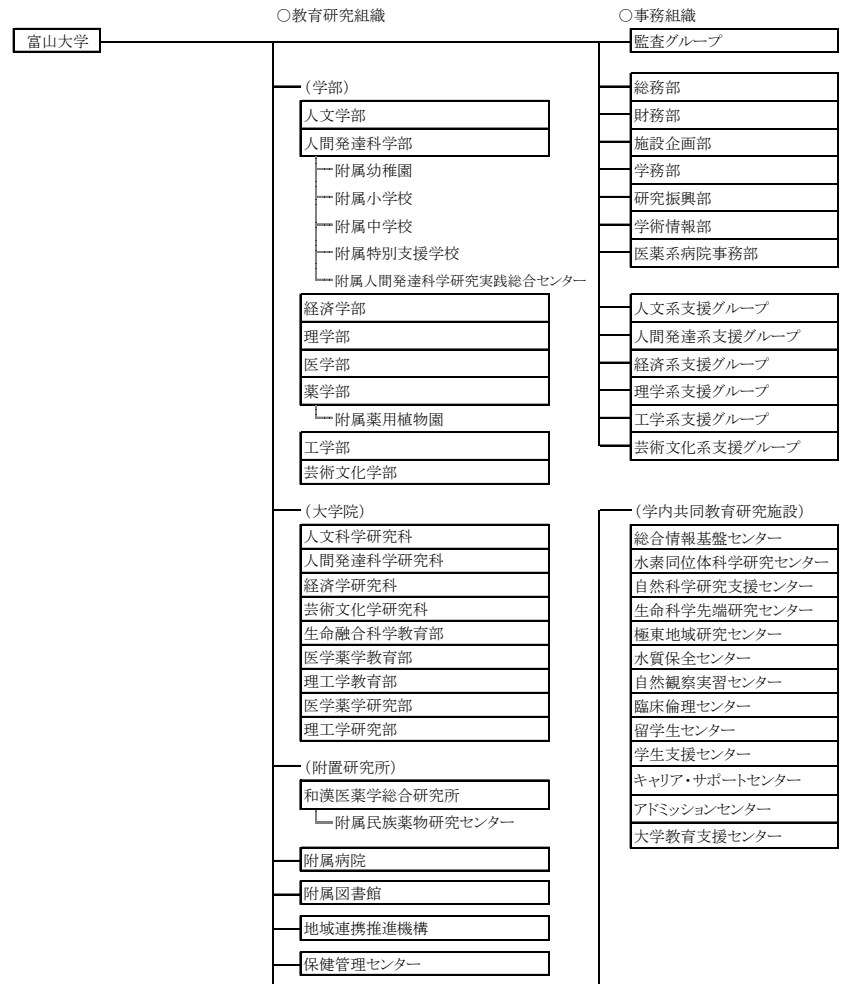 ○教育研究組織
○事務組織
富山大学
監査グループ
(学部)
人文学部
人間発達科学部
附属幼稚園
附属小学校
附属中学校
附属特別支援学校
附属人間発達科学研究実践総合センター
経済学部
理学部
医学部
薬学部
附属薬用植物園
工学部
芸術文化学部
(大学院)
人文科学研究科
人間発達科学研究科
経済学研究科
芸術文化学研究科
生命融合科学教育部
医学薬学教育部
理工学教育部
医学薬学研究部
理工学研究部
(附置研究所)
和漢医薬学総合研究所
附属民族薬物研究センター
附属病院
附属図書館
地域連携推進機構
保健管理センター
総務部
財務部
施設企画部
学務部
研究振興部
学術情報部
医薬系病院事務部
人文系支援グループ
人間発達系支援グループ
経済系支援グループ
理学系支援グループ
工学系支援グループ
芸術文化系支援グループ
(学内共同教育研究施設)
総合情報基盤センター
水素同位体科学研究センター
自然科学研究支援センター
生命科学先端研究センター
極東地域研究センター
水質保全センター
自然観察実習センター
臨床倫理センター
留学生センター
学生支援センター
キャリア・サポートセンター
アドミッションセンター
大学教育支援センター